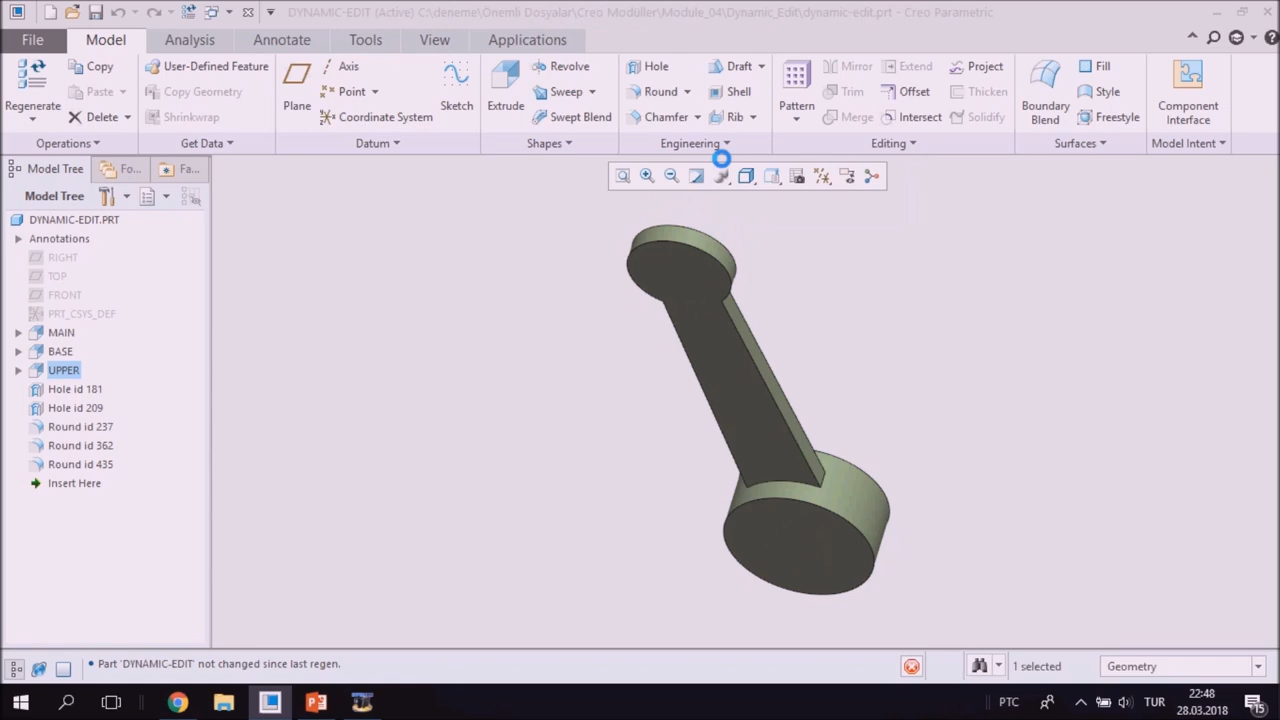 DYNAMIC-EDIT (Active) C:\deneme\Önemli Dosyalar\Creo Modüller\Module_04\Dynamic_Edit\dynamic-edit.prt - Creo Parametric
File Model Analysis Annotate Tools View Applications
Regenerate
Copy
Paste
Delete
Operations
User-Defined Feature
Copy Geometry
Shrinkwrap
Get Data
Plane
Axis
Point
Coordinate System
Sketch
Datum
Extrude
Revolve
Sweep
Swept Blend
Shapes
Hole
Round
Chamfer
Draft
Shell
Rib
Engineering
Pattern
Mirror
Trim
Merge
Extend
Offset
Intersect
Project
Thicken
Solidify
Editing
Boundary
Blend
Fill
Style
Freestyle
Surfaces
Component
Interface
Model Intent
Model Tree Fo... Fa...
Model Tree
DYNAMIC-EDIT.PRT
Annotations
RIGHT
TOP
FRONT
PRT_CSYS_DEF
MAIN
BASE
UPPER
Hole id 181
Hole id 209
Round id 237
Round id 362
Round id 435
Insert Here
• Part 'DYNAMIC-EDIT' not changed since last regen.
1 selected
Geometry
PTC
TUR
22:48
28.03.2018
15